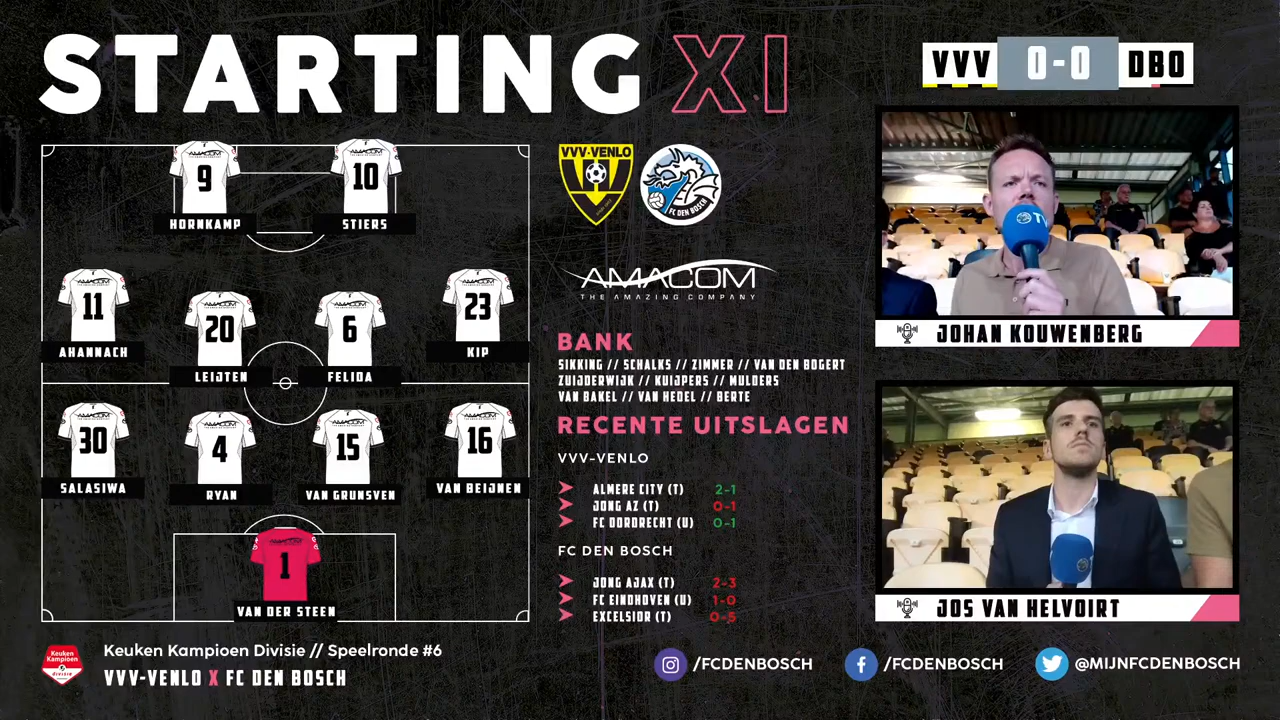 STARTING XI
VVV 0-0 DBO
9
HORNKAMP
10
STIERS
11
AHANNACH
20
LEIJTEN
6
FELIDA
23
KIP
30
SALASIWA
4
RYAN
15
VAN GRUNSVEN
16
VAN BEIJNEN
1
VAN DER STEEN
VVV-VENLO
FC DEN BOSCH
AMACOM
THE AMAZING COMPANY
BANK
SIKKING // SCHALKS // ZIMMER // VAN DEN BOGERT
ZUIJDERWIJK // KUIJPERS // MULDERS
VAN BAKEL // VAN HEDEL // BERTE
RECENTE UITSLAGEN
VVV-VENLO
ALMERE CITY (T) 2-1
JONG AZ (T) 0-1
FC DORDRECHT (U) 0-1
FC DEN BOSCH
JONG AJAX (T) 2-3
FC EINDHOVEN (U) 1-0
EXCELSIOR (T) 0-5
JOHAN KOUWENBERG
JOS VAN HELVOIRT
Keuken
Kampioen
divisie
Keuken Kampioen Divisie // Speelronde #6
VVV-VENLO X FC DEN BOSCH
/FCDENBOSCH
/FCDENBOSCH
@MIJNFCDENBOSCH